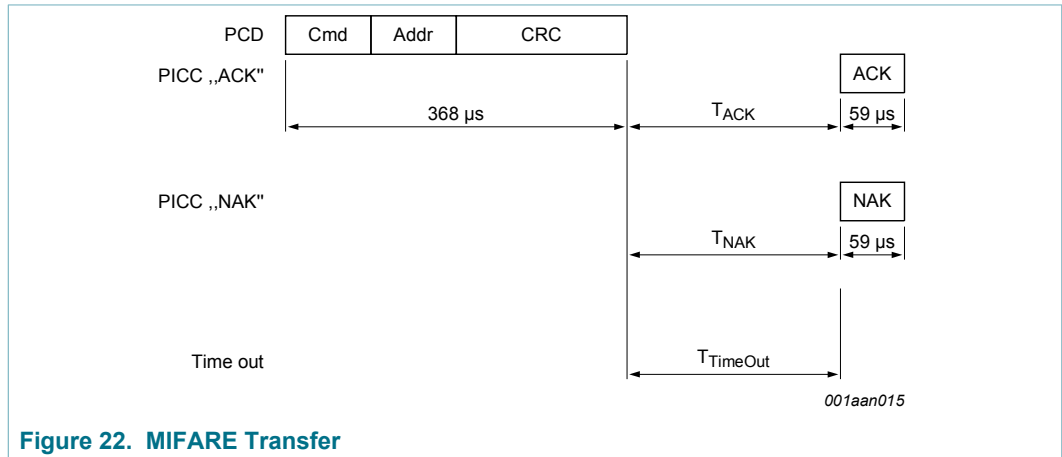 PCD Cmd Addr CRC
PICC ,,ACK" ACK
368 µs TACK 59 µs
PICC ,,NAK" NAK
TNAK 59 µs
Time out TTimeOut
001aan015
Figure 22. MIFARE Transfer